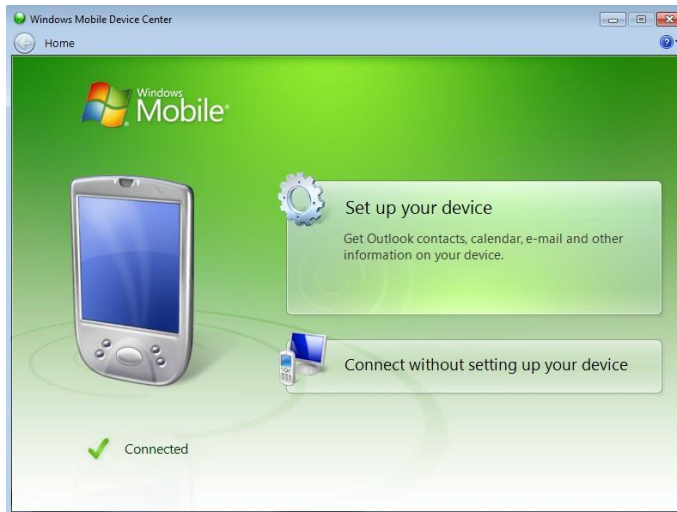 Windows Mobile Device Center
Home
Windows
Mobile®
Set up your device
Get Outlook contacts, calendar, e-mail and other
information on your device.
Connect without setting up your device
Connected